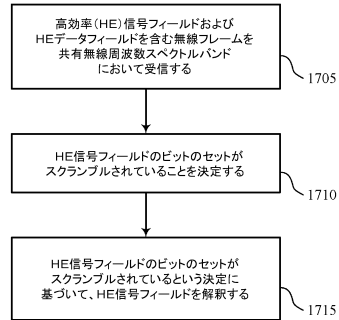 高効率(HE)信号フィールドおよび
HEデータフィールドを含む無線フレームを
共有無線周波数スペクトルバンド
において受信する
1705
HE信号フィールドのビットのセットが
スクランブルされていることを決定する
1710
HE信号フィールドのビットのセットが
スクランブルされているという決定に
基づいて、HE信号フィールドを解釈する
1715